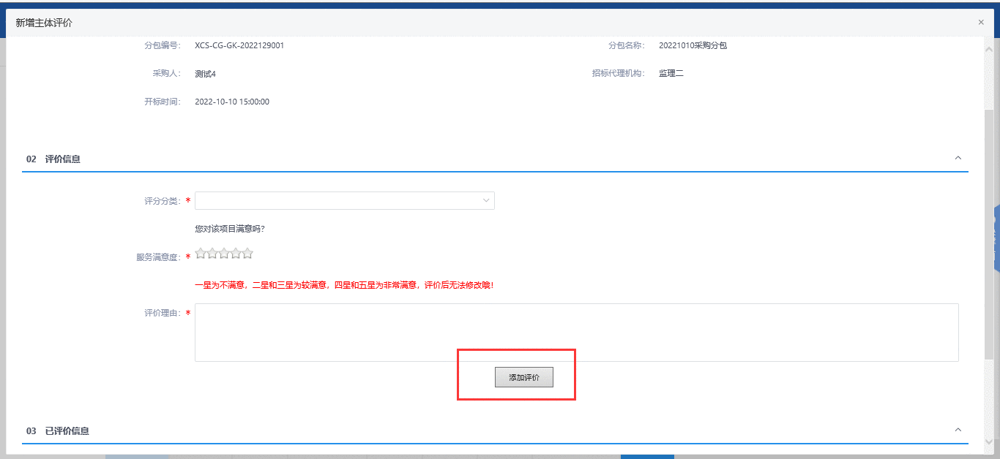 新增主体评价 ×
分包编号： XCS-CG-GK-2022129001 分包名称： 20221010采购分包
采购人： 测试4 招标代理机构： 监理二
开标时间： 2022-10-10 15:00:00
02 评价信息
评分分类：*
您对该项目满意吗?
服务满意度：*
一星为不满意，二星和三星为较满意，四星和五星为非常满意，评价后无法修改哦!
评价理由：*
添加评价
03 已评价信息